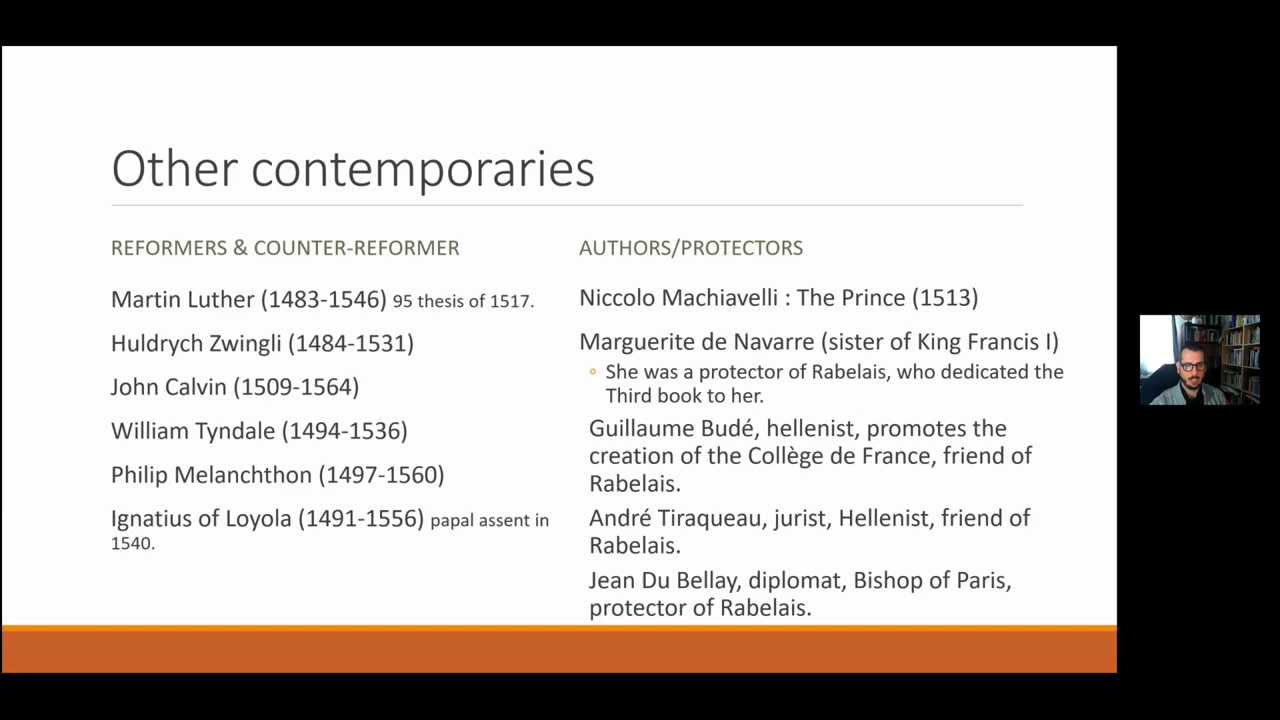 Other contemporaries
REFORMERS & COUNTER-REFORMER
Martin Luther (1483-1546) 95 thesis of 1517.
Huldrych Zwingli (1484-1531)
John Calvin (1509-1564)
William Tyndale (1494-1536)
Philip Melanchthon (1497-1560)
Ignatius of Loyola (1491-1556) papal assent in
1540.
AUTHORS/PROTECTORS
Niccolo Machiavelli : The Prince (1513)
Marguerite de Navarre (sister of King Francis I)
◦ She was a protector of Rabelais, who dedicated the
Third book to her.
Guillaume Budé, hellenist, promotes the
creation of the Collège de France, friend of
Rabelais.
André Tiraqueau, jurist, Hellenist, friend of
Rabelais.
Jean Du Bellay, diplomat, Bishop of Paris,
protector of Rabelais.